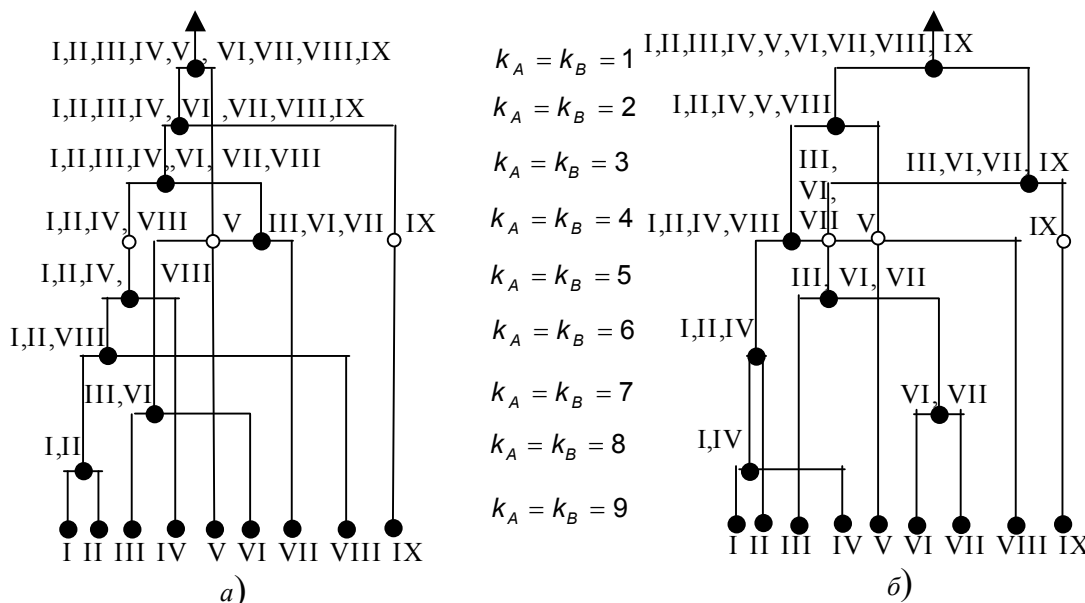 I,II,III,IV,V, VI,VII,VIII,IX
I,II,III,IV, VI, ,VII,VIII,IX
I,II,III,IV,,VI, VII,VIII
I,II,IV, VIII
V
III,VI,VII
IX
I,II,IV, VIII
I,II,VIII
III,VI
I,II
I II III IV V VI VII VIII IX
а)
k_A = k_B = 1
k_A = k_B = 2
k_A = k_B = 3
k_A = k_B = 4
k_A = k_B = 5
k_A = k_B = 6
k_A = k_B = 7
k_A = k_B = 8
k_A = k_B = 9
I,II,III,IV,V,VI,VII,VIII, IX
I,II,IV,V,VIII
III,
VI,
VII
III,VI,VII, IX
I,II,IV,VIII
V
IX
III, VI, VII
I,II,IV
VI, VII
I,IV
I II III IV V VI VII VIII IX
б)